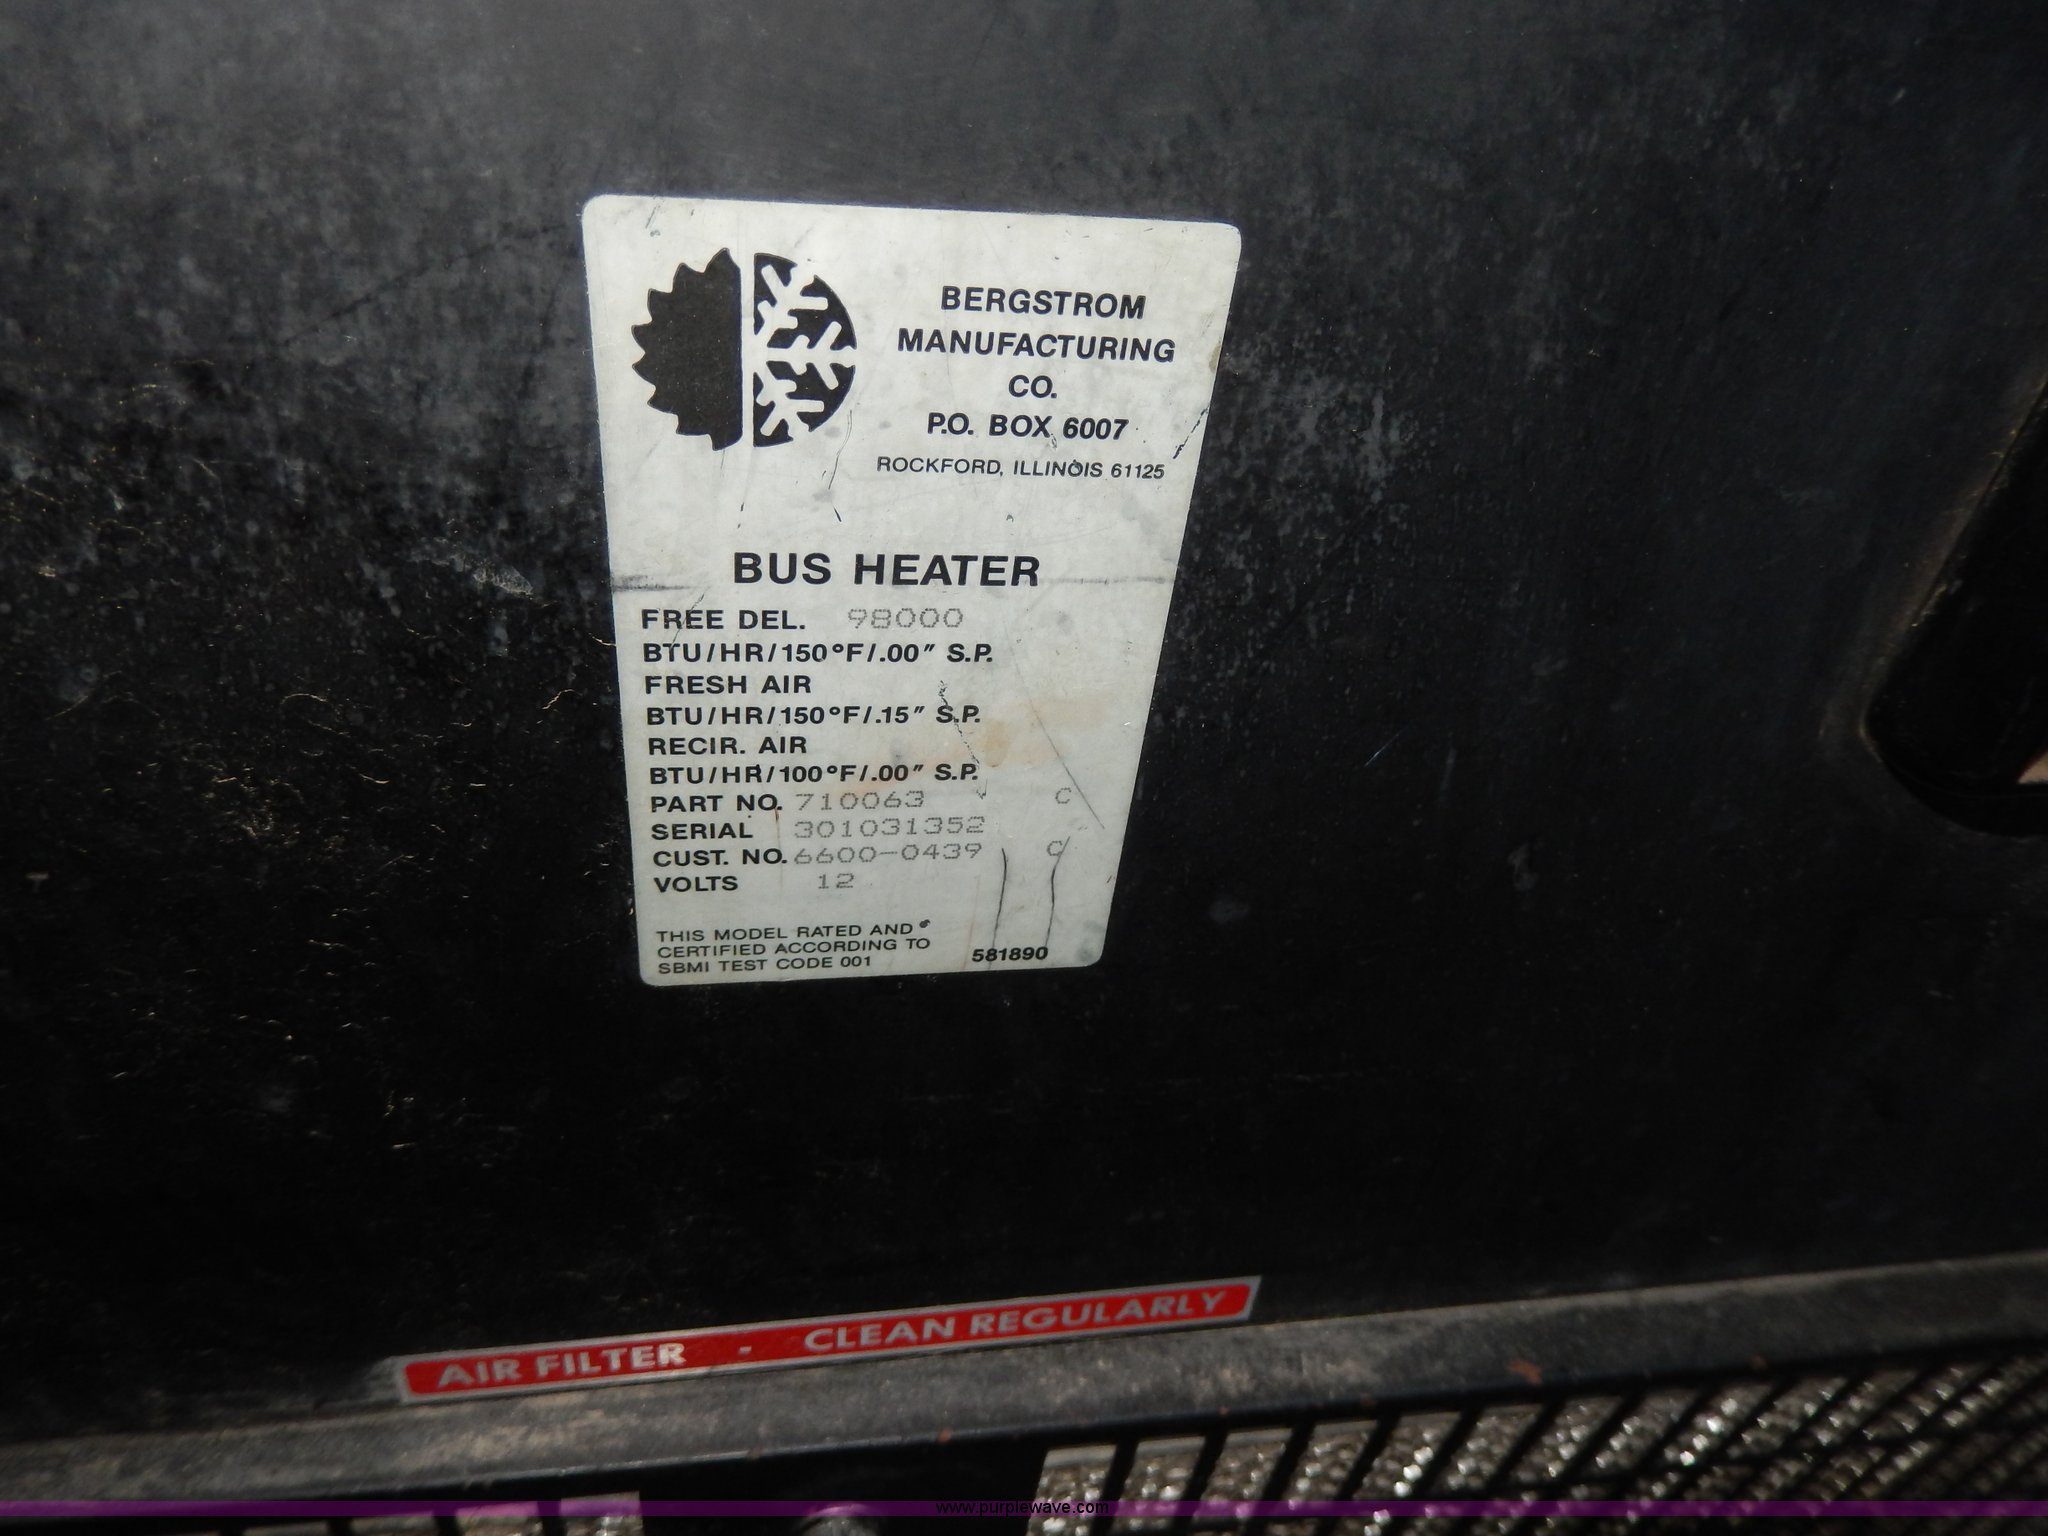 BERGSTROM
MANUFACTURING
CO.
P.O. BOX 6007
ROCKFORD, ILLINOIS 61125
BUS HEATER
FREE DEL. 98000
BTU/HR/150°F/.00″ S.P.
FRESH AIR
BTU/HR/150°F/.15″ S.P.
RECIR. AIR
BTU/HR/100°F/.00″ S.P.
PART NO. 710063 C
SERIAL 301031352
CUST. NO. 6600-0439 C
VOLTS 12
THIS MODEL RATED AND
CERTIFIED ACCORDING TO
SBMI TEST CODE 001
581890
AIR FILTER - CLEAN REGULARLY
www.purplewave.com